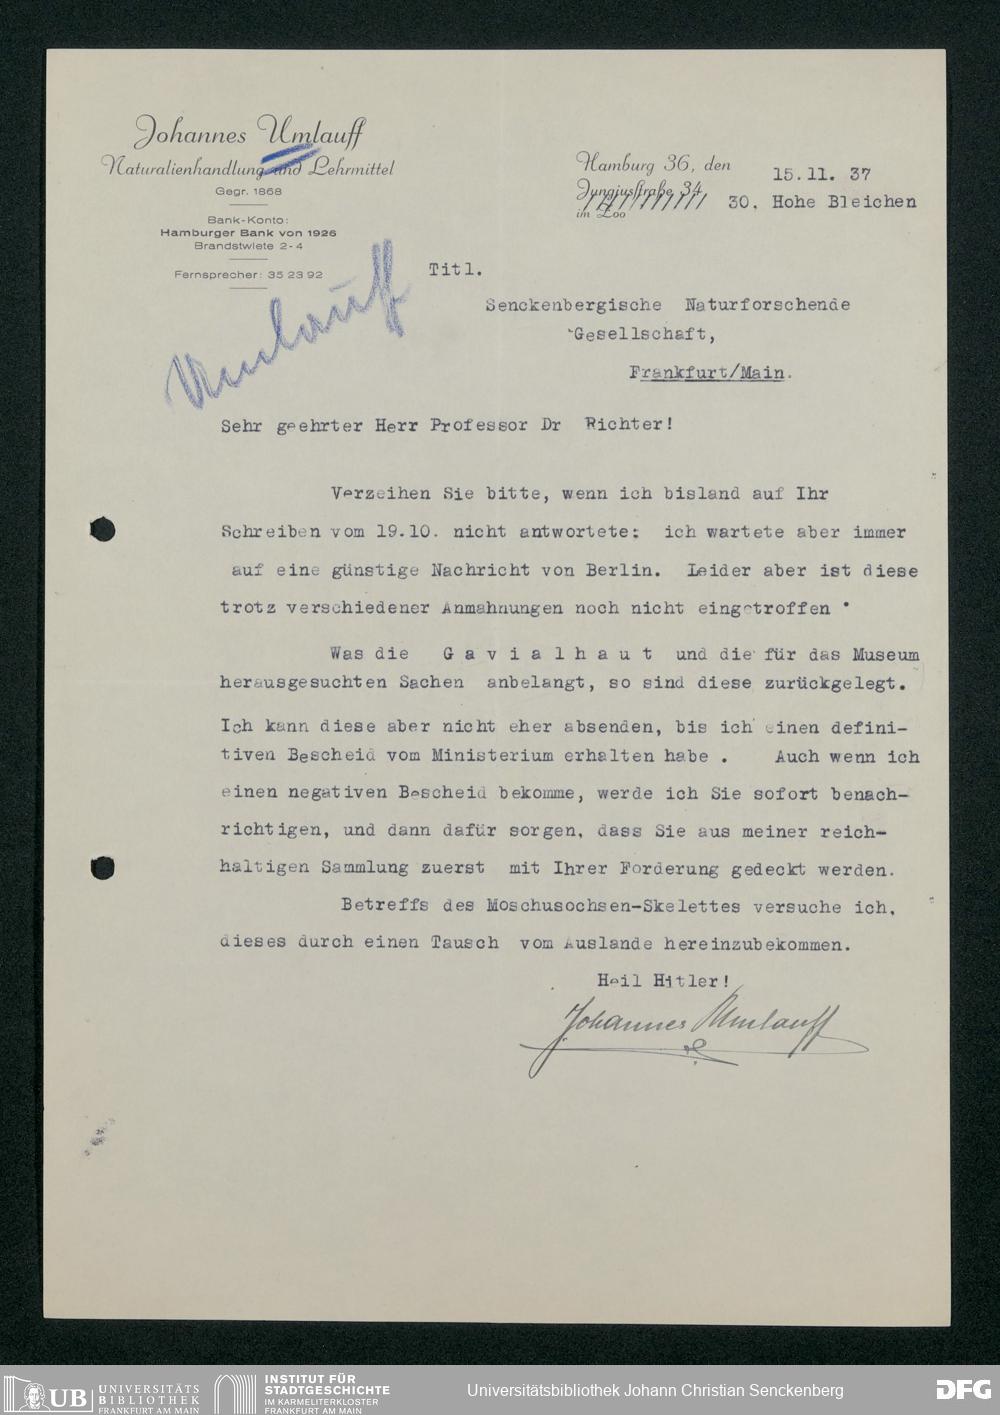 Johannes Umlauff
Naturalienhandlung und Lehrmittel
Gegr. 1868
Bank-Konto:
Hamburger Bank von 1926
Brandstwiete 2-4
Fernsprecher: 35 23 92
Hamburg 36, den 15.11. 37
Jungiusstraße 34
im Zoo
30. Hohe Bleichen
Umlauff
Titl.
Senckenbergische Naturforschende
Gesellschaft,
Frankfurt/Main.
Sehr geehrter Herr Professor Dr Richter!
Verzeihen Sie bitte, wenn ich bisland auf Ihr
Schreiben vom 19.10. nicht antwortete; ich wartete aber immer
auf eine günstige Nachricht von Berlin. Leider aber ist diese
trotz verschiedener Anmahnungen noch nicht eingetroffen .
Was die G a v i a l h a u t und die für das Museum
herausgesuchten Sachen anbelangt, so sind diese zurückgelegt.
Ich kann diese aber nicht eher absenden, bis ich einen defini-
tiven Bescheid vom Ministerium erhalten habe . Auch wenn ich
einen negativen Bescheid bekomme, werde ich Sie sofort benach-
richtigen, und dann dafür sorgen, dass Sie aus meiner reich-
haltigen Sammlung zuerst mit Ihrer Forderung gedeckt werden.
Betreffs des Moschusochsen-Skelettes versuche ich,
dieses durch einen Tausch vom Auslande hereinzubekommen.
Heil Hitler!
Johannes Umlauff
UB UNIVERSITÄTS
BIBLIOTHEK
FRANKFURT AM MAIN
INSTITUT FÜR
STADTGESCHICHTE
IM KARMELITERKLOSTER
FRANKFURT AM MAIN
Universitätsbibliothek Johann Christian Senckenberg
DFG